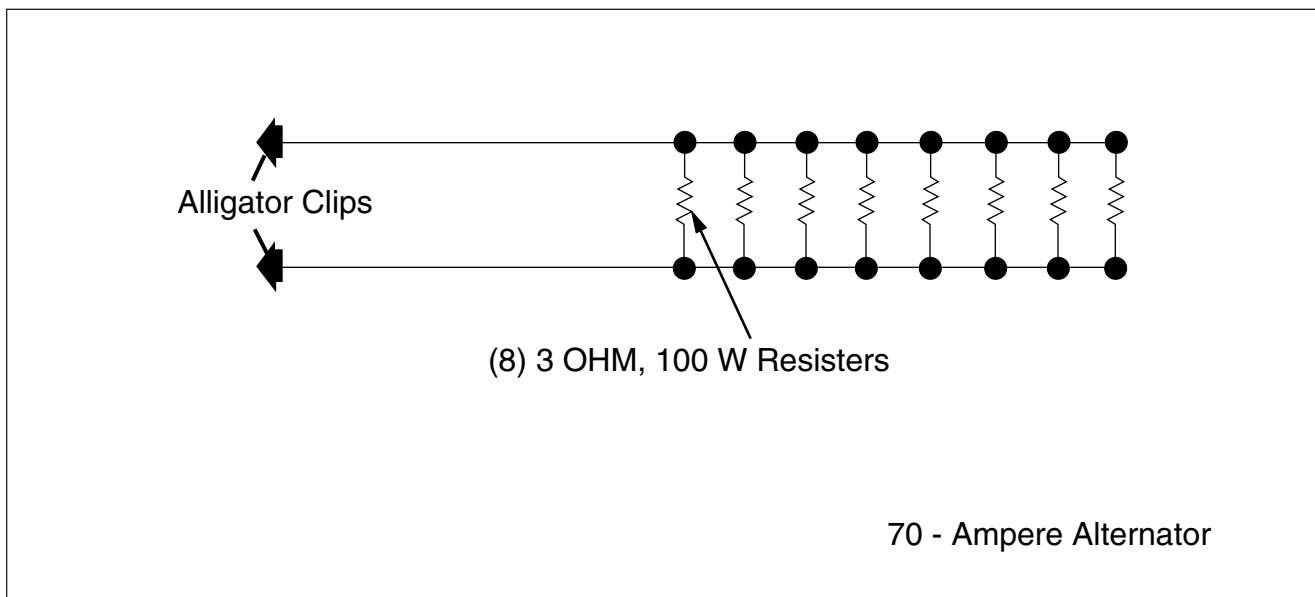 Alligator Clips
(8) 3 OHM, 100 W Resisters
70 - Ampere Alternator